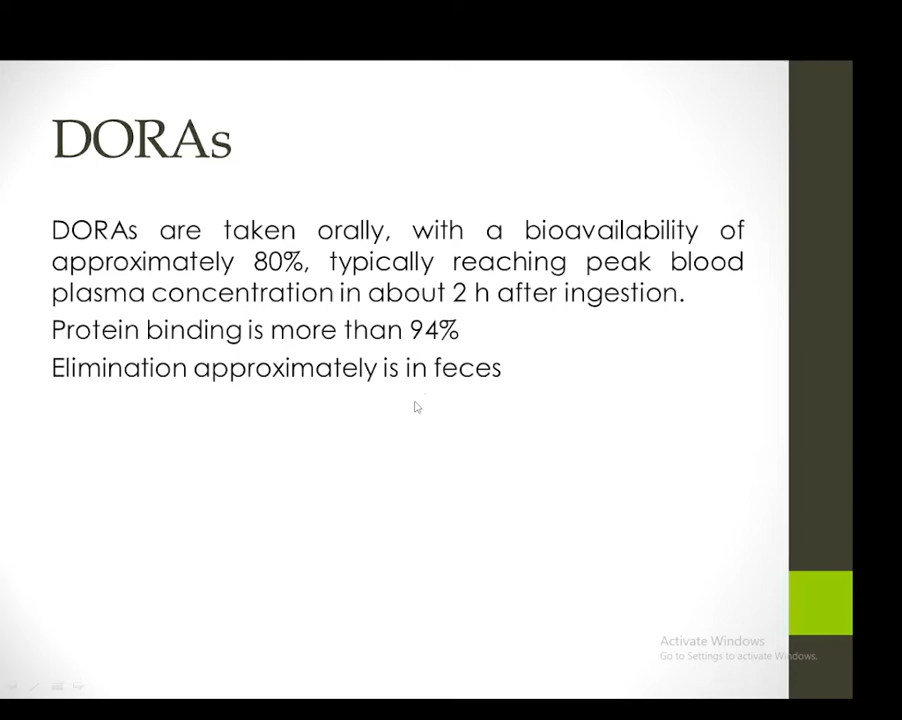 DORAs
DORAs are taken orally, with a bioavailability of
approximately 80%, typically reaching peak blood
plasma concentration in about 2 h after ingestion.
Protein binding is more than 94%
Elimination approximately is in feces
Activate Windows
Go to Settings to activate Windows.